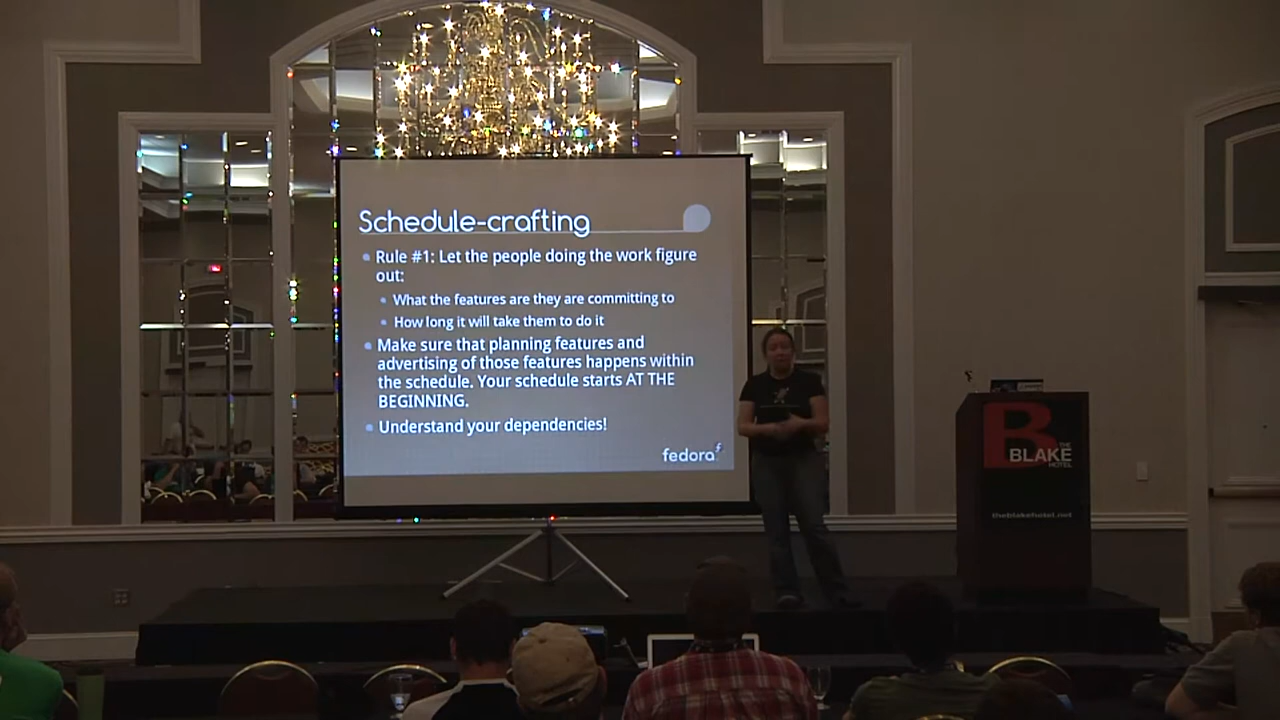 Schedule-crafting
Rule #1: Let the people doing the work figure
out:
What the features are they are committing to
How long it will take them to do it
Make sure that planning features and
advertising of those features happens within
the schedule. Your schedule starts AT THE
BEGINNING.
Understand your dependencies!
fedora
B
THE
BLAKE
HOTEL
theblakehotel.net